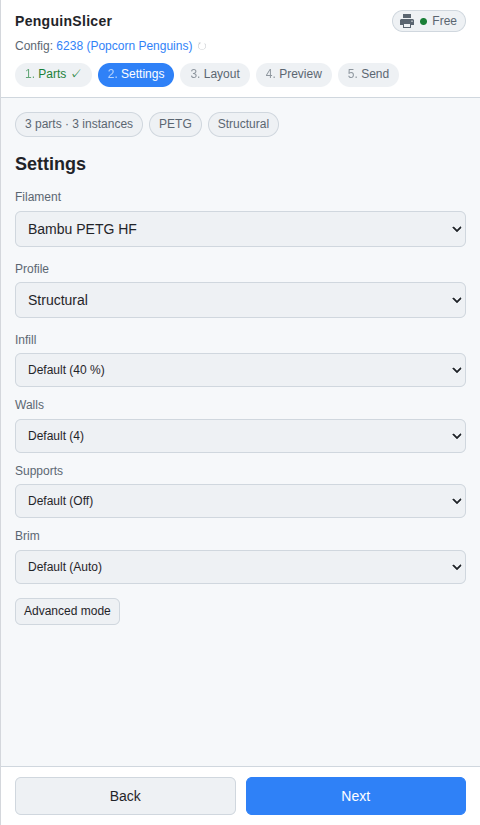 PenguinSlicer
Free
Config: 6238 (Popcorn Penguins)
1. Parts ✓ 2. Settings 3. Layout 4. Preview 5. Send
3 parts · 3 instances PETG Structural
Settings
Filament
Bambu PETG HF
Profile
Structural
Infill
Default (40 %)
Walls
Default (4)
Supports
Default (Off)
Brim
Default (Auto)
Advanced mode
Back Next